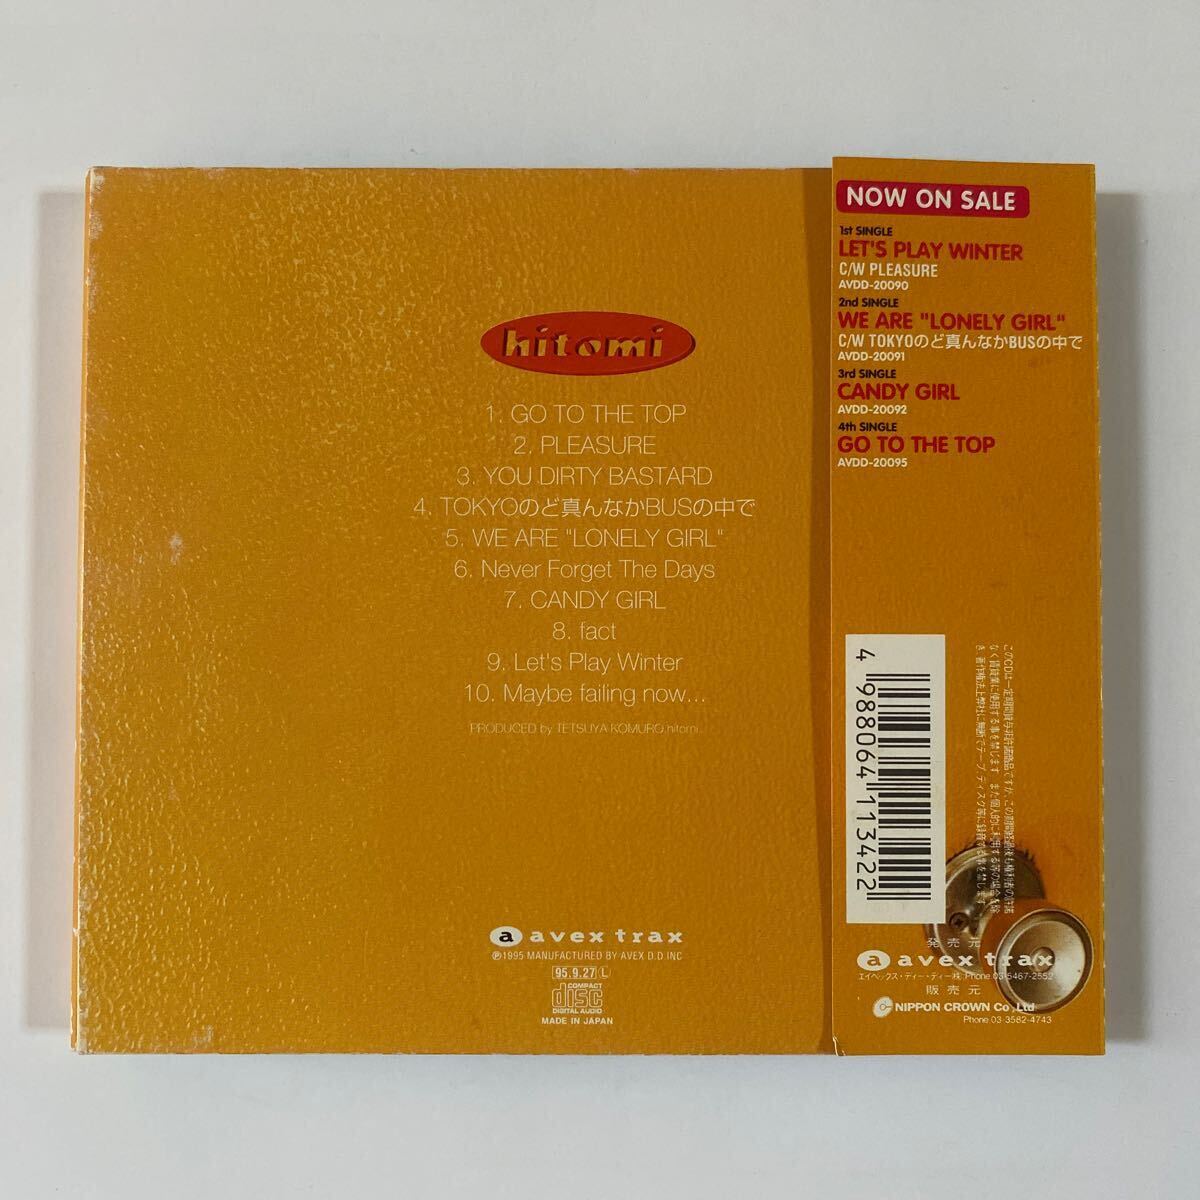 hitomi
1. GO TO THE TOP
2. PLEASURE
3. YOU DIRTY BASTARD
4. TOKYOのど真んなかBUSの中で
5. WE ARE "LONELY GIRL"
6. Never Forget The Days
7. CANDY GIRL
8. fact
9. Let's Play Winter
10. Maybe failing now...
PRODUCED by TETSUYA KOMURO.hitomi.
a avex trax
Ⓟ1995 MANUFACTURED BY AVEX D.D. INC
95.9.27 L
COMPACT
disc
DIGITAL AUDIO
MADE IN JAPAN
NOW ON SALE
1st SINGLE
LET'S PLAY WINTER
C/W PLEASURE
AVDD-20090
2nd SINGLE
WE ARE "LONELY GIRL"
C/W TOKYOのど真んなかBUSの中で
AVDD-20091
3rd SINGLE
CANDY GIRL
AVDD-20092
4th SINGLE
GO TO THE TOP
AVDD-20095
4 988064 113422
発売元
a avex trax
エイベックス・ディー・ディー(株) Phone 03-5467-2552
販売元
NIPPON CROWN Co.,Ltd
Phone 03-3582-4743